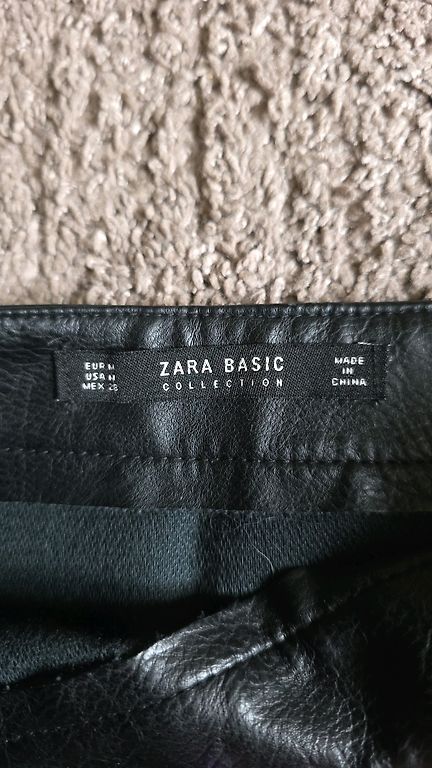 EUR M
USA M
MEX 28
ZARA BASIC
COLLECTION
MADE
IN
CHINA